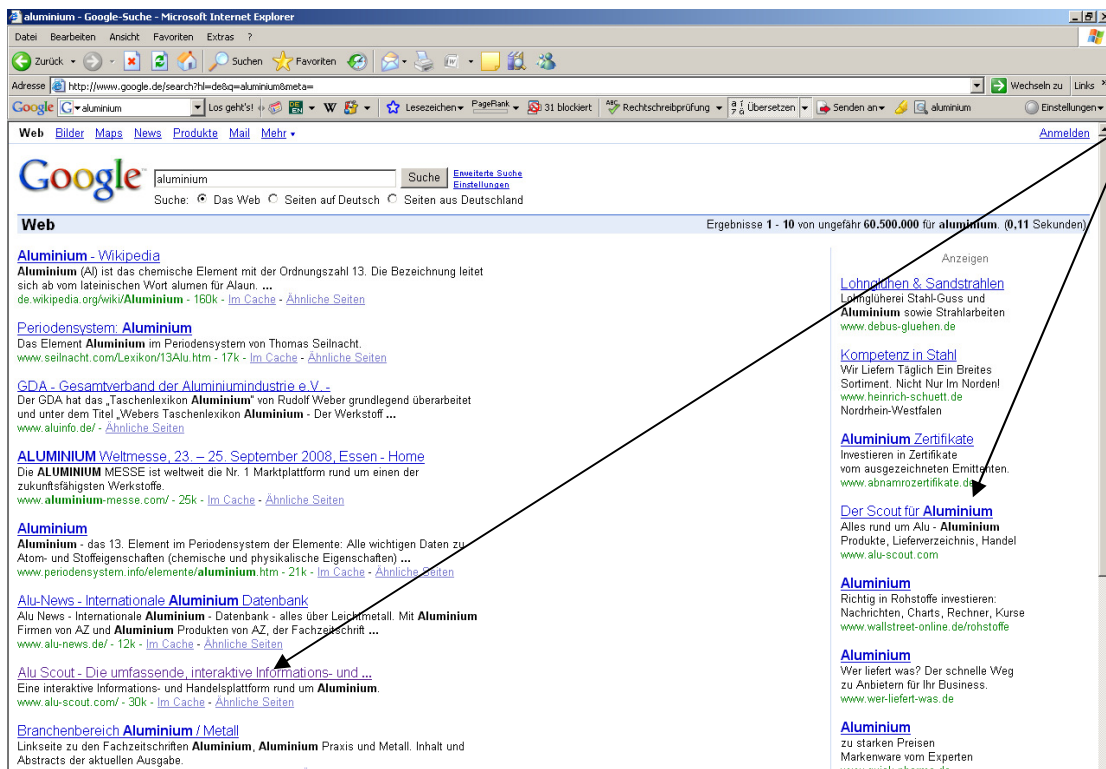 aluminium - Google-Suche - Microsoft Internet Explorer
Datei Bearbeiten Ansicht Favoriten Extras ?
Zurück Suchen Favoriten
Adresse http://www.google.de/search?hl=de&q=aluminium&meta= Wechseln zu Links
Google G aluminium Los geht's! W Lesezeichen PageRank 31 blockiert Rechtschreibprüfung Übersetzen Senden an aluminium Einstellungen
Web Bilder Maps News Produkte Mail Mehr Anmelden
Google aluminium Suche Erweiterte Suche
Einstellungen
Suche: Das Web Seiten auf Deutsch Seiten aus Deutschland
Web Ergebnisse 1 - 10 von ungefähr 60.500.000 für aluminium. (0,11 Sekunden)
Aluminium - Wikipedia
Aluminium (Al) ist das chemische Element mit der Ordnungszahl 13. Die Bezeichnung leitet
sich ab vom lateinischen Wort alumen für Alaun. ...
de.wikipedia.org/wiki/Aluminium - 160k - Im Cache - Ähnliche Seiten
Periodensystem: Aluminium
Das Element Aluminium im Periodensystem von Thomas Seilnacht.
www.seilnacht.com/Lexikon/13Alu.htm - 17k - Im Cache - Ähnliche Seiten
GDA - Gesamtverband der Aluminiumindustrie e.V. -
Der GDA hat das „Taschenlexikon Aluminium“ von Rudolf Weber grundlegend überarbeitet
und unter dem Titel „Webers Taschenlexikon Aluminium - Der Werkstoff ...
www.aluinfo.de/ - Ähnliche Seiten
ALUMINIUM Weltmesse, 23. – 25. September 2008, Essen - Home
Die ALUMINIUM MESSE ist weltweit die Nr. 1 Marktplattform rund um einen der
zukunftsfähigsten Werkstoffe.
www.aluminium-messe.com/ - 25k - Im Cache - Ähnliche Seiten
Aluminium
Aluminium - das 13. Element im Periodensystem der Elemente: Alle wichtigen Daten zu
Atom- und Stoffeigenschaften (chemische und physikalische Eigenschaften) ...
www.periodensystem.info/elemente/aluminium.htm - 21k - Im Cache - Ähnliche Seiten
Alu-News - Internationale Aluminium Datenbank
Alu News - Internationale Aluminium - Datenbank - alles über Leichtmetall. Mit Aluminium
Firmen von AZ und Aluminium Produkten von AZ, der Fachzeitschrift ...
www.alu-news.de/ - 12k - Im Cache - Ähnliche Seiten
Alu Scout - Die umfassende, interaktive Informations- und ...
Eine interaktive Informations- und Handelsplattform rund um Aluminium.
www.alu-scout.com/ - 30k - Im Cache - Ähnliche Seiten
Branchenbereich Aluminium / Metall
Linkseite zu den Fachzeitschriften Aluminium, Aluminium Praxis und Metall. Inhalt und
Abstracts der aktuellen Ausgabe.
Anzeigen
Lohnglühen & Sandstrahlen
Lohnglüherei Stahl-Guss und
Aluminium sowie Strahlarbeiten
www.debus-gluehen.de
Kompetenz in Stahl
Wir Liefern Täglich Ein Breites
Sortiment. Nicht Nur Im Norden!
www.heinrich-schuett.de
Nordrhein-Westfalen
Aluminium Zertifikate
Investieren in Zertifikate
vom ausgezeichneten Emittenten.
www.abnamrozertifikate.de
Der Scout für Aluminium
Alles rund um Alu - Aluminium
Produkte, Lieferverzeichnis, Handel
www.alu-scout.com
Aluminium
Richtig in Rohstoffe investieren:
Nachrichten, Charts, Rechner, Kurse
www.wallstreet-online.de/rohstoffe
Aluminium
Wer liefert was? Der schnelle Weg
zu Anbietern für Ihr Business.
www.wer-liefert-was.de
Aluminium
zu starken Preisen
Markenware vom Experten